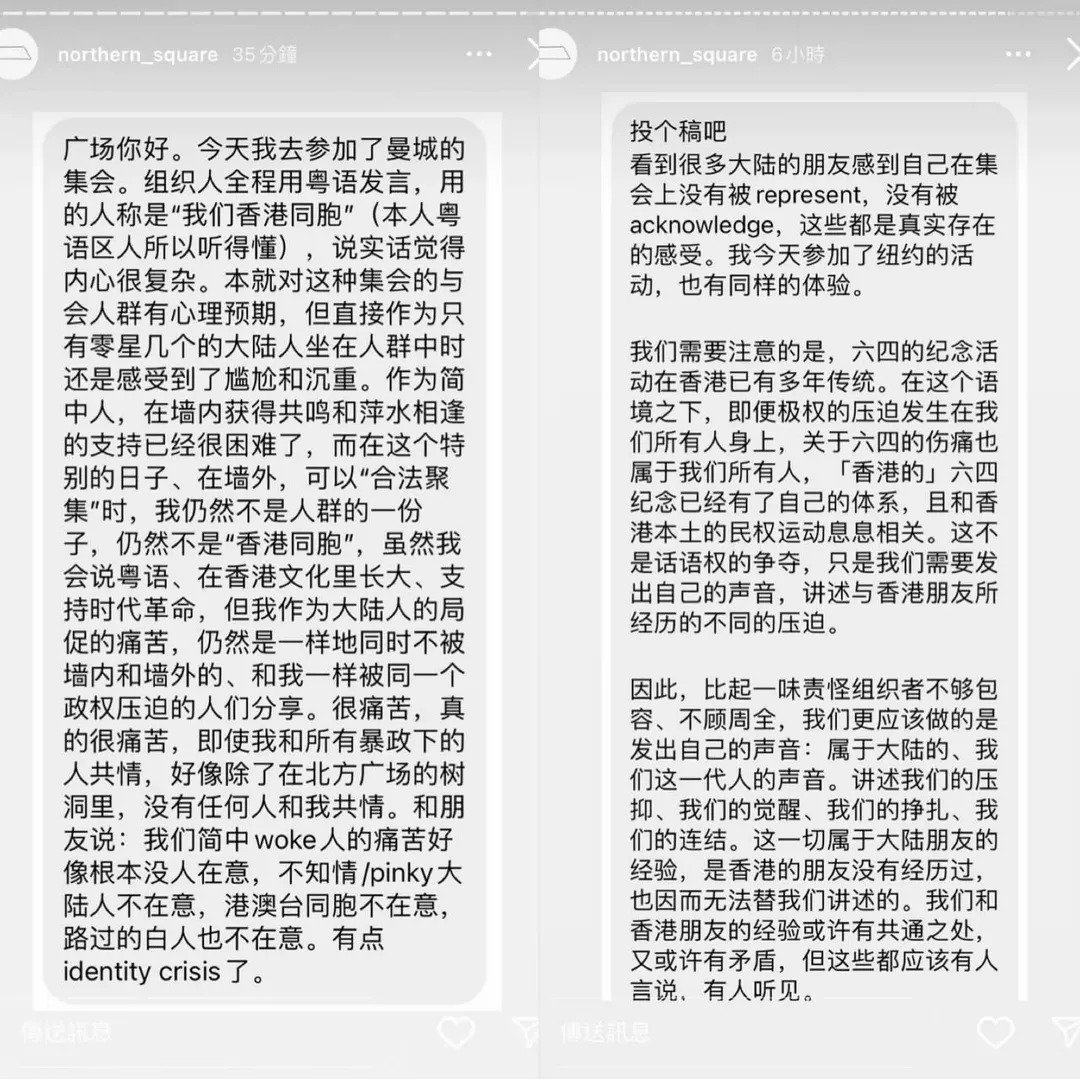 northern_square 35分鐘
广场你好。今天我去参加了曼城的
集会。组织人全程用粤语发言，用
的人称是“我们香港同胞”（本人粤
语区人所以听得懂），说实话觉得
内心很复杂。本就对这种集会的与
会人群有心理预期，但直接作为只
有零星几个的大陆人坐在人群中时
还是感受到了尴尬和沉重。作为简
中人，在墙内获得共鸣和萍水相逢
的支持已经很困难了，而在这个特
别的日子、在墙外，可以“合法聚
集”时，我仍然不是人群的一份
子，仍然不是“香港同胞”，虽然我
会说粤语、在香港文化里长大、支
持时代革命，但我作为大陆人的局
促的痛苦，仍然是一样地同时不被
墙内和墙外的、和我一样被同一个
政权压迫的人们分享。很痛苦，真
的很痛苦，即使我和所有暴政下的
人共情，好像除了在北方广场的树
洞里，没有任何人和我共情。和朋
友说：我们简中woke人的痛苦好
像根本没人在意，不知情/pinky大
陆人不在意，港澳台同胞不在意，
路过的白人也不在意。有点
identity crisis了。
傳送訊息
northern_square 6小時
投个稿吧
看到很多大陆的朋友感到自己在集
会上没有被represent，没有被
acknowledge，这些都是真实存在
的感受。我今天参加了纽约的活
动，也有同样的体验。
我们需要注意的是，六四的纪念活
动在香港已有多年传统。在这个语
境之下，即便极权的压迫发生在我
们所有人身上，关于六四的伤痛也
属于我们所有人，「香港的」六四
纪念已经有了自己的体系，且和香
港本土的民权运动息息相关。这不
是话语权的争夺，只是我们需要发
出自己的声音，讲述与香港朋友所
经历的不同的压迫。
因此，比起一味责怪组织者不够包
容、不顾周全，我们更应该做的是
发出自己的声音：属于大陆的、我
们这一代人的声音。讲述我们的压
抑、我们的觉醒、我们的挣扎、我
们的连结。这一切属于大陆朋友的
经验，是香港的朋友没有经历过，
也因而无法替我们讲述的。我们和
香港朋友的经验或许有共通之处，
又或许有矛盾，但这些都应该有人
言说，有人听见。
傳送訊息